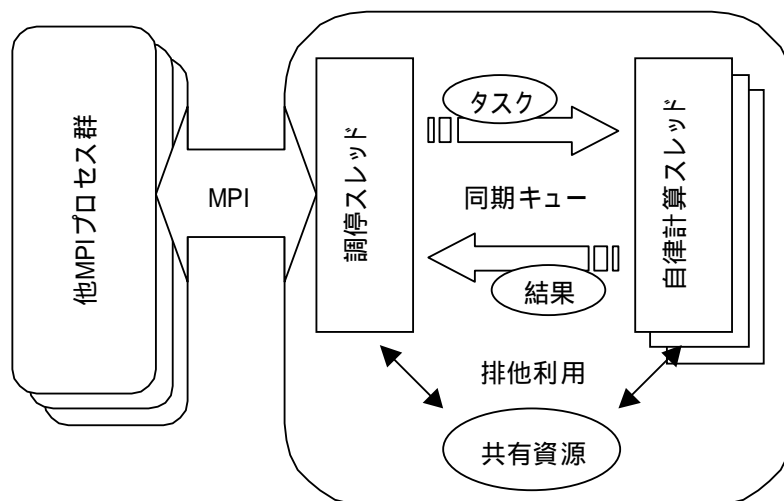 他MPIプロセス群
MPI
調停スレッド
タスク
同期キュー
結果
自律計算スレッド
排他利用
共有資源